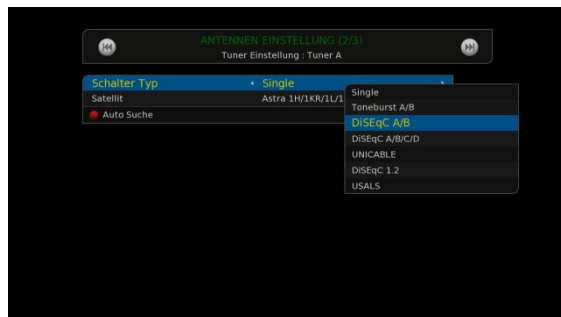 ANTENNEN EINSTELLUNG (2/3)
Tuner Einstellung : Tuner A
Schalter Typ Single
Satellit Astra 1H/1KR/1L/1
Auto Suche
Single
Toneburst A/B
DiSEqC A/B
DiSEqC A/B/C/D
UNICABLE
DiSEqC 1.2
USALS